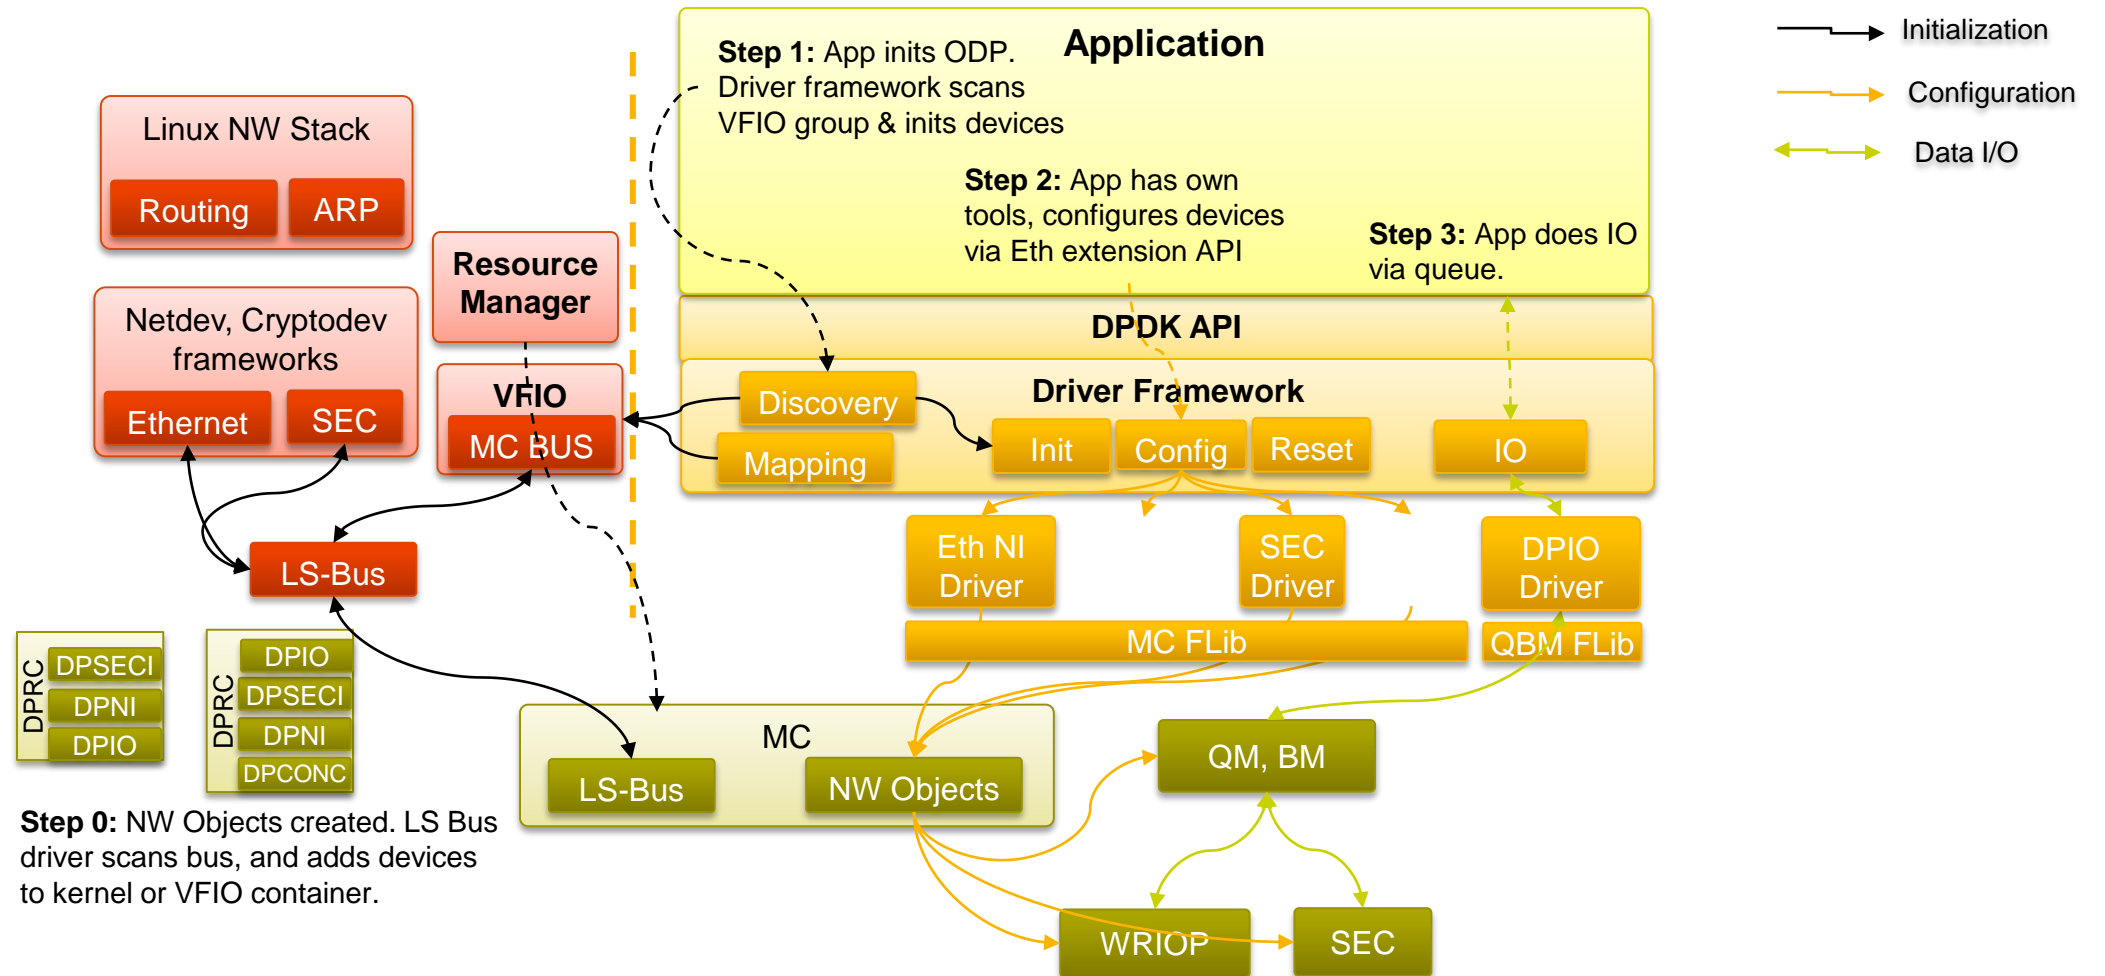 Step 1: App inits ODP.
Driver framework scans
VFIO group & inits devices
Application
Initialization
Configuration
Data I/O
Linux NW Stack
Routing
ARP
Step 2: App has own
tools, configures devices
via Eth extension API
Step 3: App does IO
via queue.
Resource
Manager
Netdev, Cryptodev
frameworks
Ethernet
SEC
VFIO
MC BUS
DPDK API
Driver Framework
Discovery
Mapping
Init
Config
Reset
IO
LS-Bus
Eth NI
Driver
SEC
Driver
DPIO
Driver
MC FLib
QBM FLib
DPRC
DPSECI
DPNI
DPIO
DPRC
DPIO
DPSECI
DPNI
DPCONC
MC
LS-Bus
NW Objects
QM, BM
Step 0: NW Objects created. LS Bus
driver scans bus, and adds devices
to kernel or VFIO container.
WRIOP
SEC